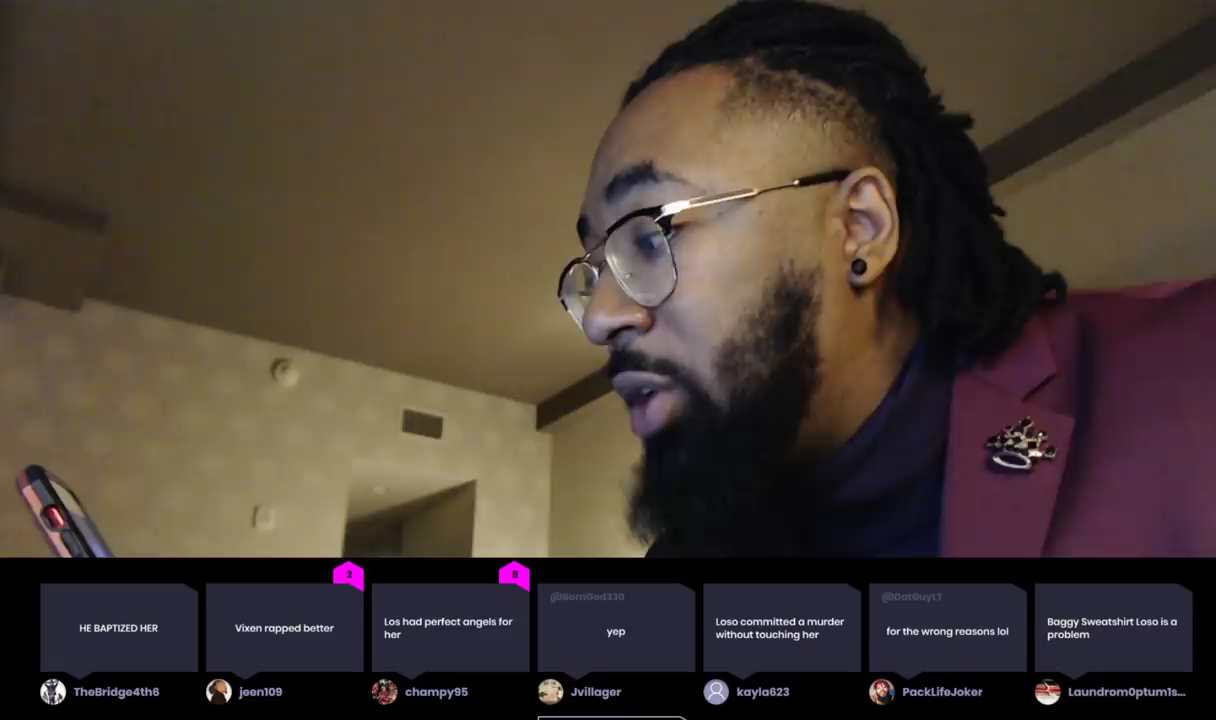 2
8
@BornGod330
@DatGuyLT
HE BAPTIZED HER
Vixen rapped better
Los had perfect angels for
her
yep
Loso committed a murder
without touching her
for the wrong reasons lol
Baggy Sweatshirt Loso is a
problem
TheBridge4th6
jeen109
champy95
Jvillager
kayla623
PackLifeJoker
Laundrom0ptum1s...